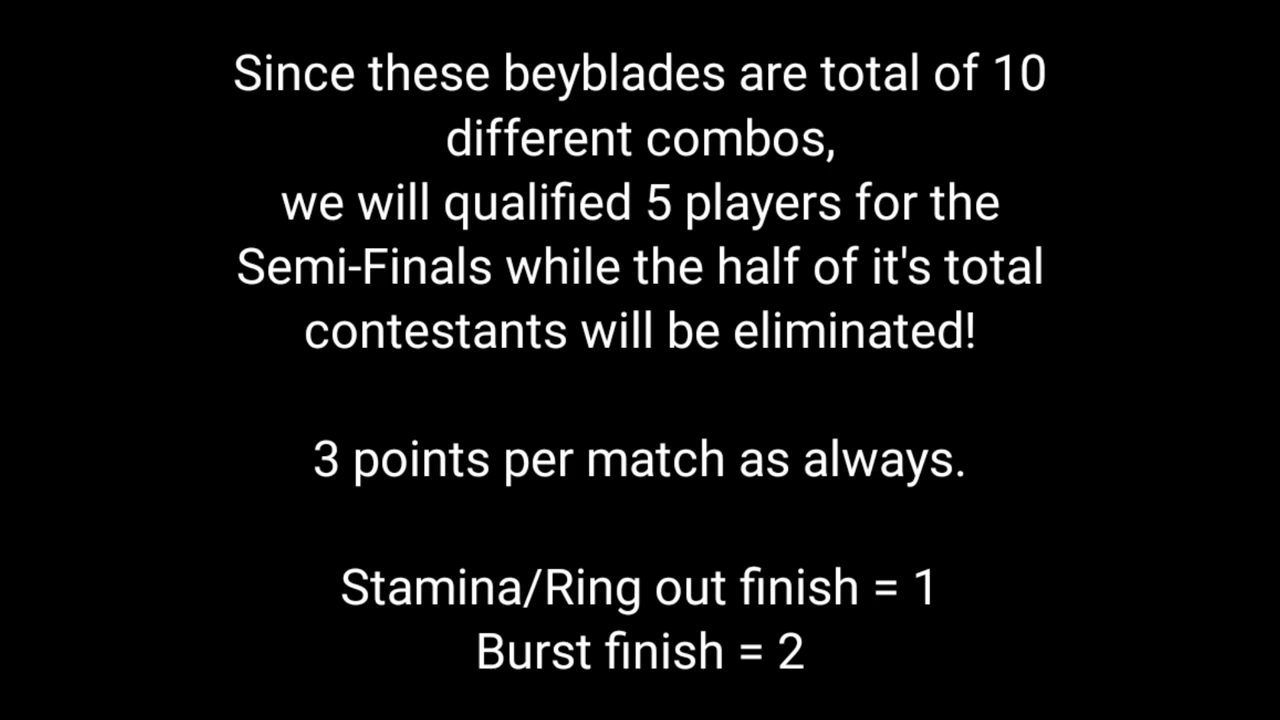 Since these beyblades are total of 10
different combos,
we will qualified 5 players for the
Semi-Finals while the half of it's total
contestants will be eliminated!
3 points per match as always.
Stamina/Ring out finish = 1
Burst finish = 2